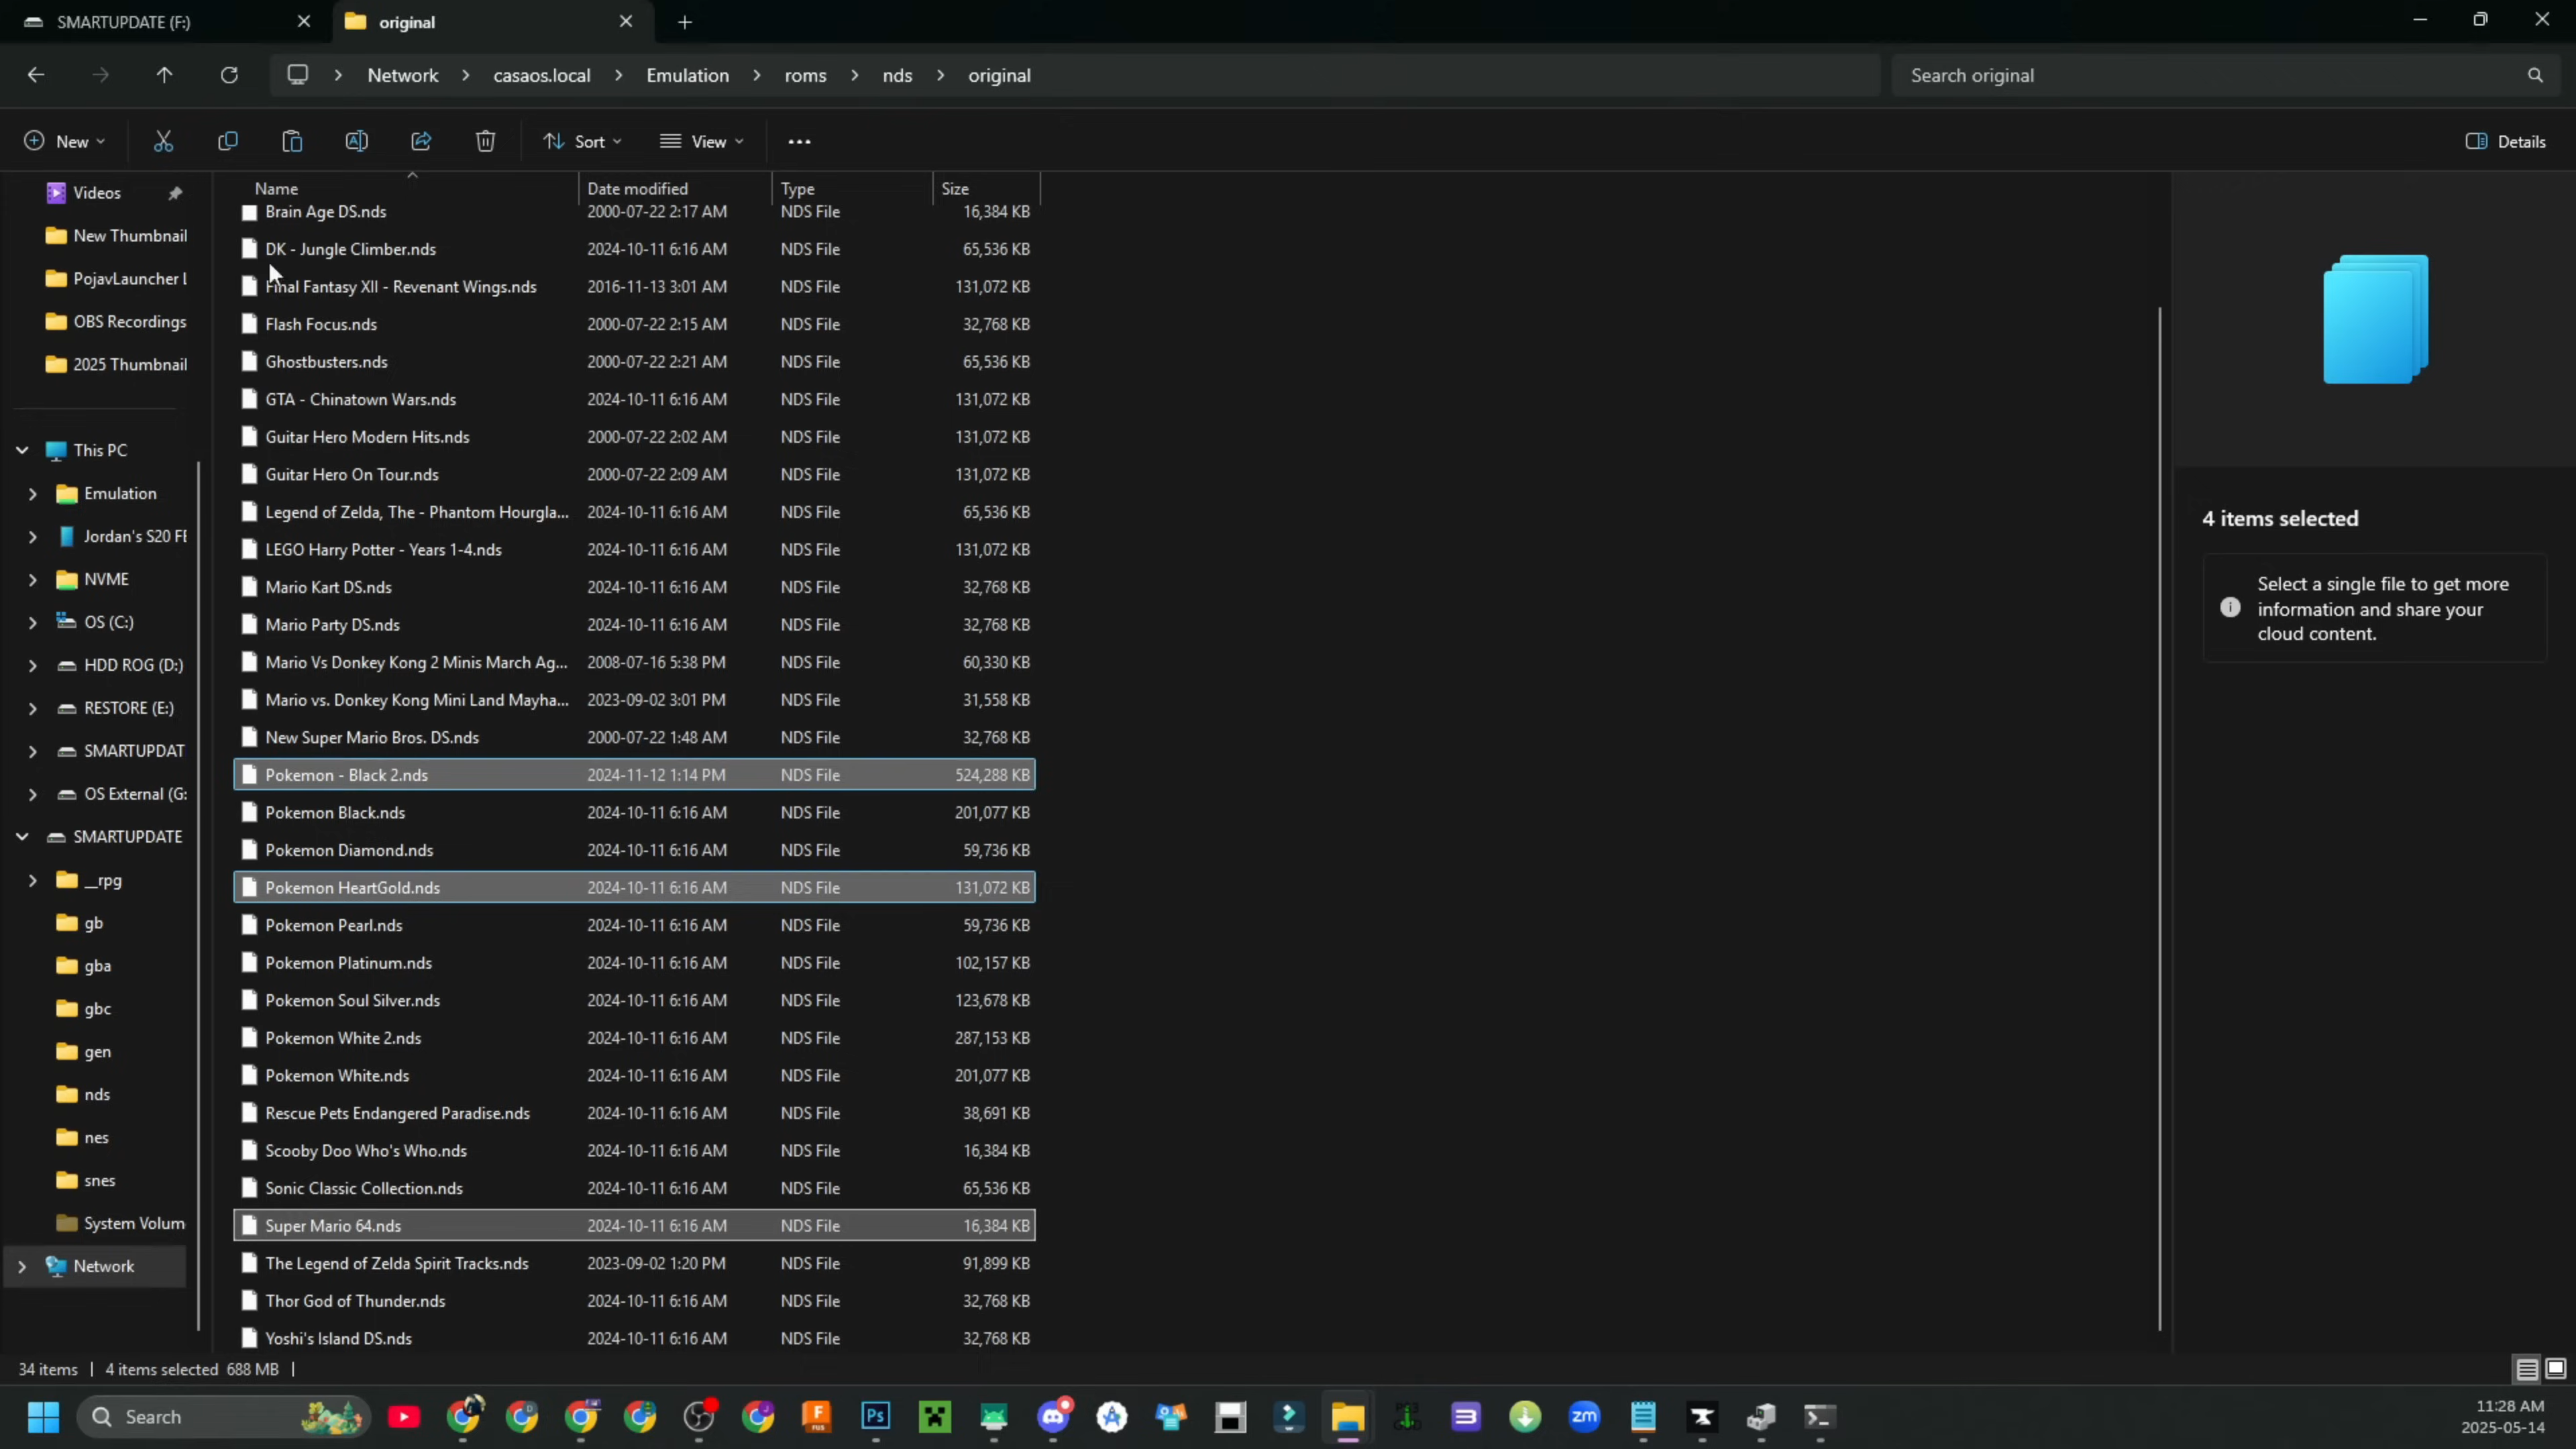 SMARTUPDATE (F:)
original
Network > casaos.local > Emulation > roms > nds > original
Search original
New
Sort
View
Details
Videos
New Thumbnail
PojavLauncher L
OBS Recordings
2025 Thumbnail
This PC
Emulation
Jordan's S20 FE
NVME
OS (C:)
HDD ROG (D:)
RESTORE (E:)
SMARTUPDAT
OS External (G:
SMARTUPDATE
__rpg
gb
gba
gbc
gen
nds
nes
snes
System Volum
Network
Name Date modified Type Size
Brain Age DS.nds 2000-07-22 2:17 AM NDS File 16,384 KB
DK - Jungle Climber.nds 2024-10-11 6:16 AM NDS File 65,536 KB
Final Fantasy XII - Revenant Wings.nds 2016-11-13 3:01 AM NDS File 131,072 KB
Flash Focus.nds 2000-07-22 2:15 AM NDS File 32,768 KB
Ghostbusters.nds 2000-07-22 2:21 AM NDS File 65,536 KB
GTA - Chinatown Wars.nds 2024-10-11 6:16 AM NDS File 131,072 KB
Guitar Hero Modern Hits.nds 2000-07-22 2:02 AM NDS File 131,072 KB
Guitar Hero On Tour.nds 2000-07-22 2:09 AM NDS File 131,072 KB
Legend of Zelda, The - Phantom Hourgla... 2024-10-11 6:16 AM NDS File 65,536 KB
LEGO Harry Potter - Years 1-4.nds 2024-10-11 6:16 AM NDS File 131,072 KB
Mario Kart DS.nds 2024-10-11 6:16 AM NDS File 32,768 KB
Mario Party DS.nds 2024-10-11 6:16 AM NDS File 32,768 KB
Mario Vs Donkey Kong 2 Minis March Ag... 2008-07-16 5:38 PM NDS File 60,330 KB
Mario vs. Donkey Kong Mini Land Mayha... 2023-09-02 3:01 PM NDS File 31,558 KB
New Super Mario Bros. DS.nds 2000-07-22 1:48 AM NDS File 32,768 KB
Pokemon - Black 2.nds 2024-11-12 1:14 PM NDS File 524,288 KB
Pokemon Black.nds 2024-10-11 6:16 AM NDS File 201,077 KB
Pokemon Diamond.nds 2024-10-11 6:16 AM NDS File 59,736 KB
Pokemon HeartGold.nds 2024-10-11 6:16 AM NDS File 131,072 KB
Pokemon Pearl.nds 2024-10-11 6:16 AM NDS File 59,736 KB
Pokemon Platinum.nds 2024-10-11 6:16 AM NDS File 102,157 KB
Pokemon Soul Silver.nds 2024-10-11 6:16 AM NDS File 123,678 KB
Pokemon White 2.nds 2024-10-11 6:16 AM NDS File 287,153 KB
Pokemon White.nds 2024-10-11 6:16 AM NDS File 201,077 KB
Rescue Pets Endangered Paradise.nds 2024-10-11 6:16 AM NDS File 38,691 KB
Scooby Doo Who's Who.nds 2024-10-11 6:16 AM NDS File 16,384 KB
Sonic Classic Collection.nds 2024-10-11 6:16 AM NDS File 65,536 KB
Super Mario 64.nds 2024-10-11 6:16 AM NDS File 16,384 KB
The Legend of Zelda Spirit Tracks.nds 2023-09-02 1:20 PM NDS File 91,899 KB
Thor God of Thunder.nds 2024-10-11 6:16 AM NDS File 32,768 KB
Yoshi's Island DS.nds 2024-10-11 6:16 AM NDS File 32,768 KB
4 items selected
Select a single file to get more
information and share your
cloud content.
34 items | 4 items selected 688 MB |
Search
F
FUS
Ps
3
zm
11:28 AM
2025-05-14